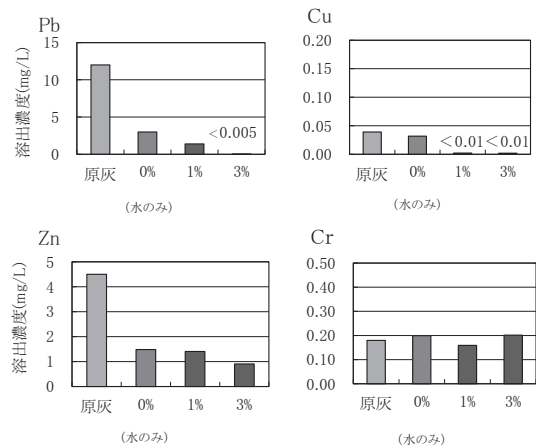 Pb
15
10
5
0
溶出濃度(mg/L)
<0.005
原灰 0% 1% 3%
(水のみ)
Cu
0.20
0.15
0.10
0.05
0.00
<0.01 <0.01
原灰 0% 1% 3%
(水のみ)
Zn
5
4
3
2
1
0
溶出濃度(mg/L)
原灰 0% 1% 3%
(水のみ)
Cr
0.50
0.40
0.30
0.20
0.10
0.00
原灰 0% 1% 3%
(水のみ)